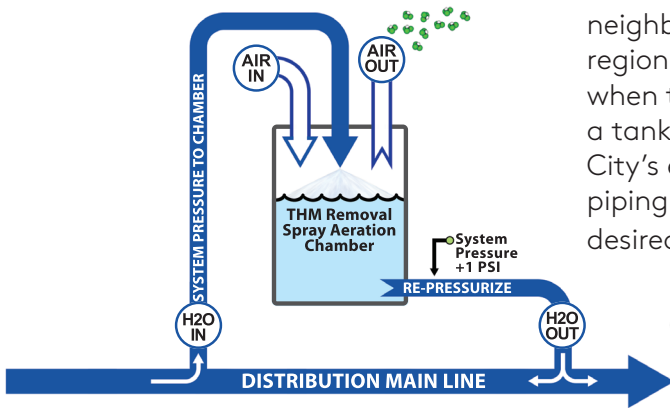 AIR
IN
AIR
OUT
SYSTEM PRESSURE TO CHAMBER
THM Removal
Spray Aeration
Chamber
System
Pressure
+1 PSI
RE-PRESSURIZE
H2O
IN
H2O
OUT
DISTRIBUTION MAIN LINE
neighb
region
when t
a tank
City's
piping
desired